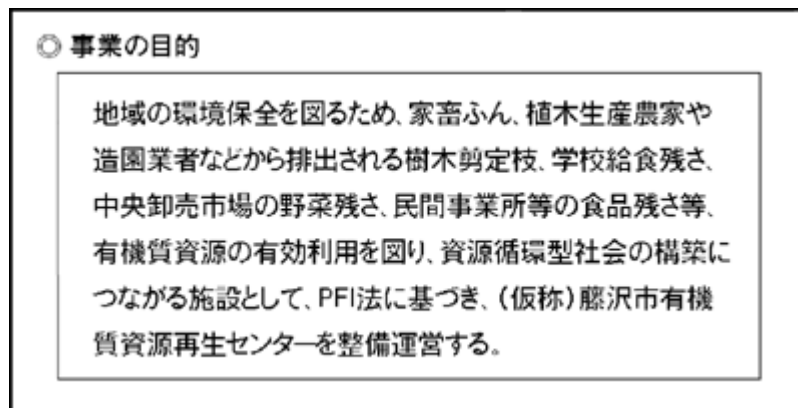 ◎ 事業の目的
地域の環境保全を図るため、家畜ふん、植木生産農家や
造園業者などから排出される樹木剪定枝、学校給食残さ、
中央卸売市場の野菜残さ、民間事業所等の食品残さ等、
有機質資源の有効利用を図り、資源循環型社会の構築に
つながる施設として、PFI法に基づき、(仮称)藤沢市有機
質資源再生センターを整備運営する。